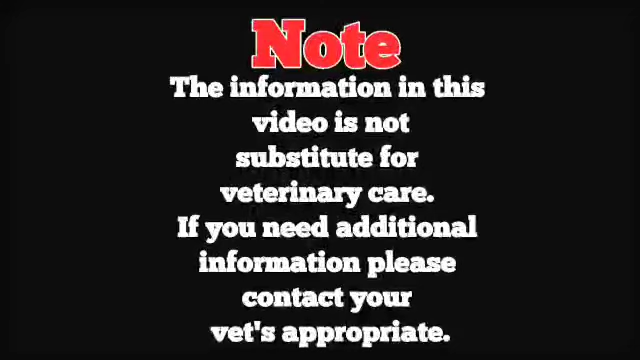 Note
The information in this
video is not
substitute for
veterinary care.
If you need additional
information please
contact your
vet's appropriate.